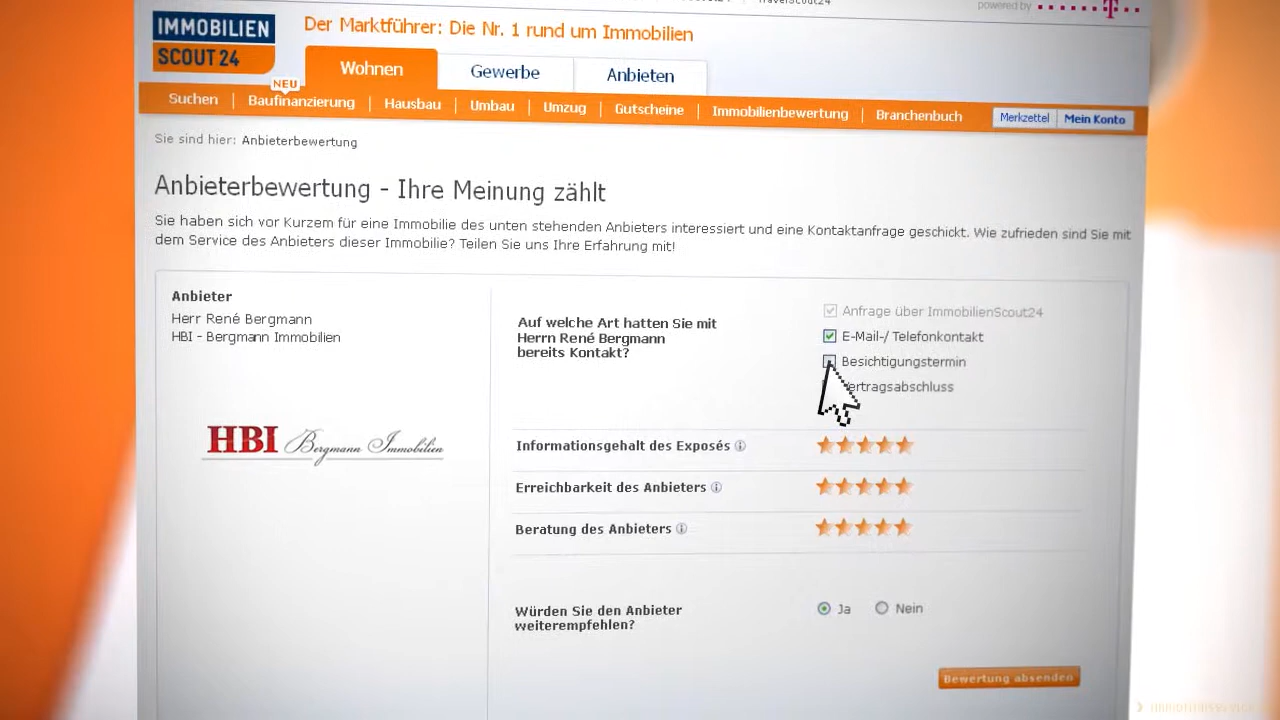 powered by
IMMOBILIEN
SCOUT 24
Der Marktführer: Die Nr. 1 rund um Immobilien
Wohnen
Gewerbe
Anbieten
NEU
Suchen
Baufinanzierung
Hausbau
Umbau
Umzug
Gutscheine
Immobilienbewertung
Branchenbuch
Merkzettel
Mein Konto
Sie sind hier: Anbieterbewertung
Anbieterbewertung - Ihre Meinung zählt
Sie haben sich vor Kurzem für eine Immobilie des unten stehenden Anbieters interessiert und eine Kontaktanfrage geschickt. Wie zufrieden sind Sie mit
dem Service des Anbieters dieser Immobilie? Teilen Sie uns Ihre Erfahrung mit!
Anbieter
Herr René Bergmann
HBI - Bergmann Immobilien
HBI Bergmann Immobilien
Auf welche Art hatten Sie mit
Herrn René Bergmann
bereits Kontakt?
Anfrage über ImmobilienScout24
E-Mail-/ Telefonkontakt
Besichtigungstermin
ertragsabschluss
Informationsgehalt des Exposés
Erreichbarkeit des Anbieters
Beratung des Anbieters
Würden Sie den Anbieter
weiterempfehlen?
Ja
Nein
Bewertung absenden